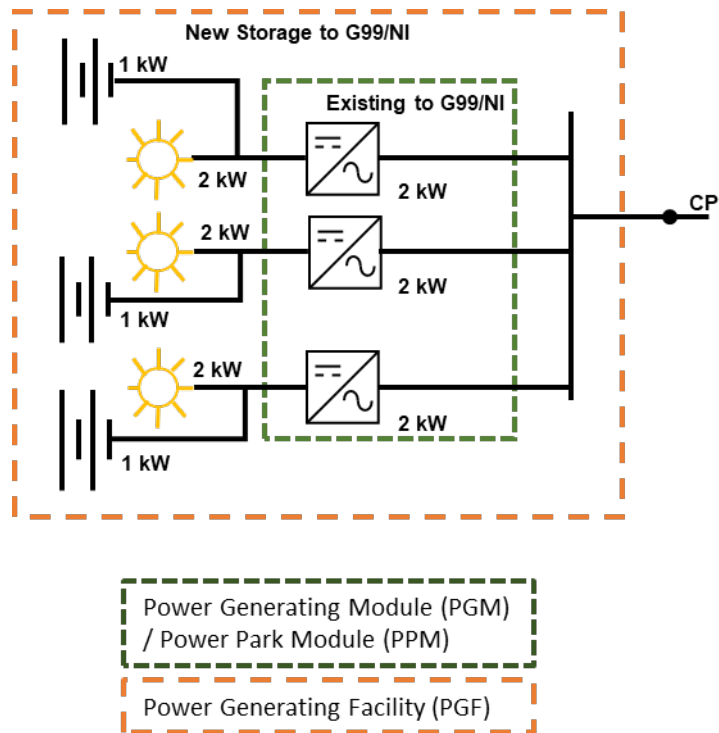 New Storage to G99/NI
1 kW
Existing to G99/NI
2 kW
2 kW
CP
2 kW
2 kW
1 kW
2 kW
2 kW
1 kW
Power Generating Module (PGM)
/ Power Park Module (PPM)
Power Generating Facility (PGF)